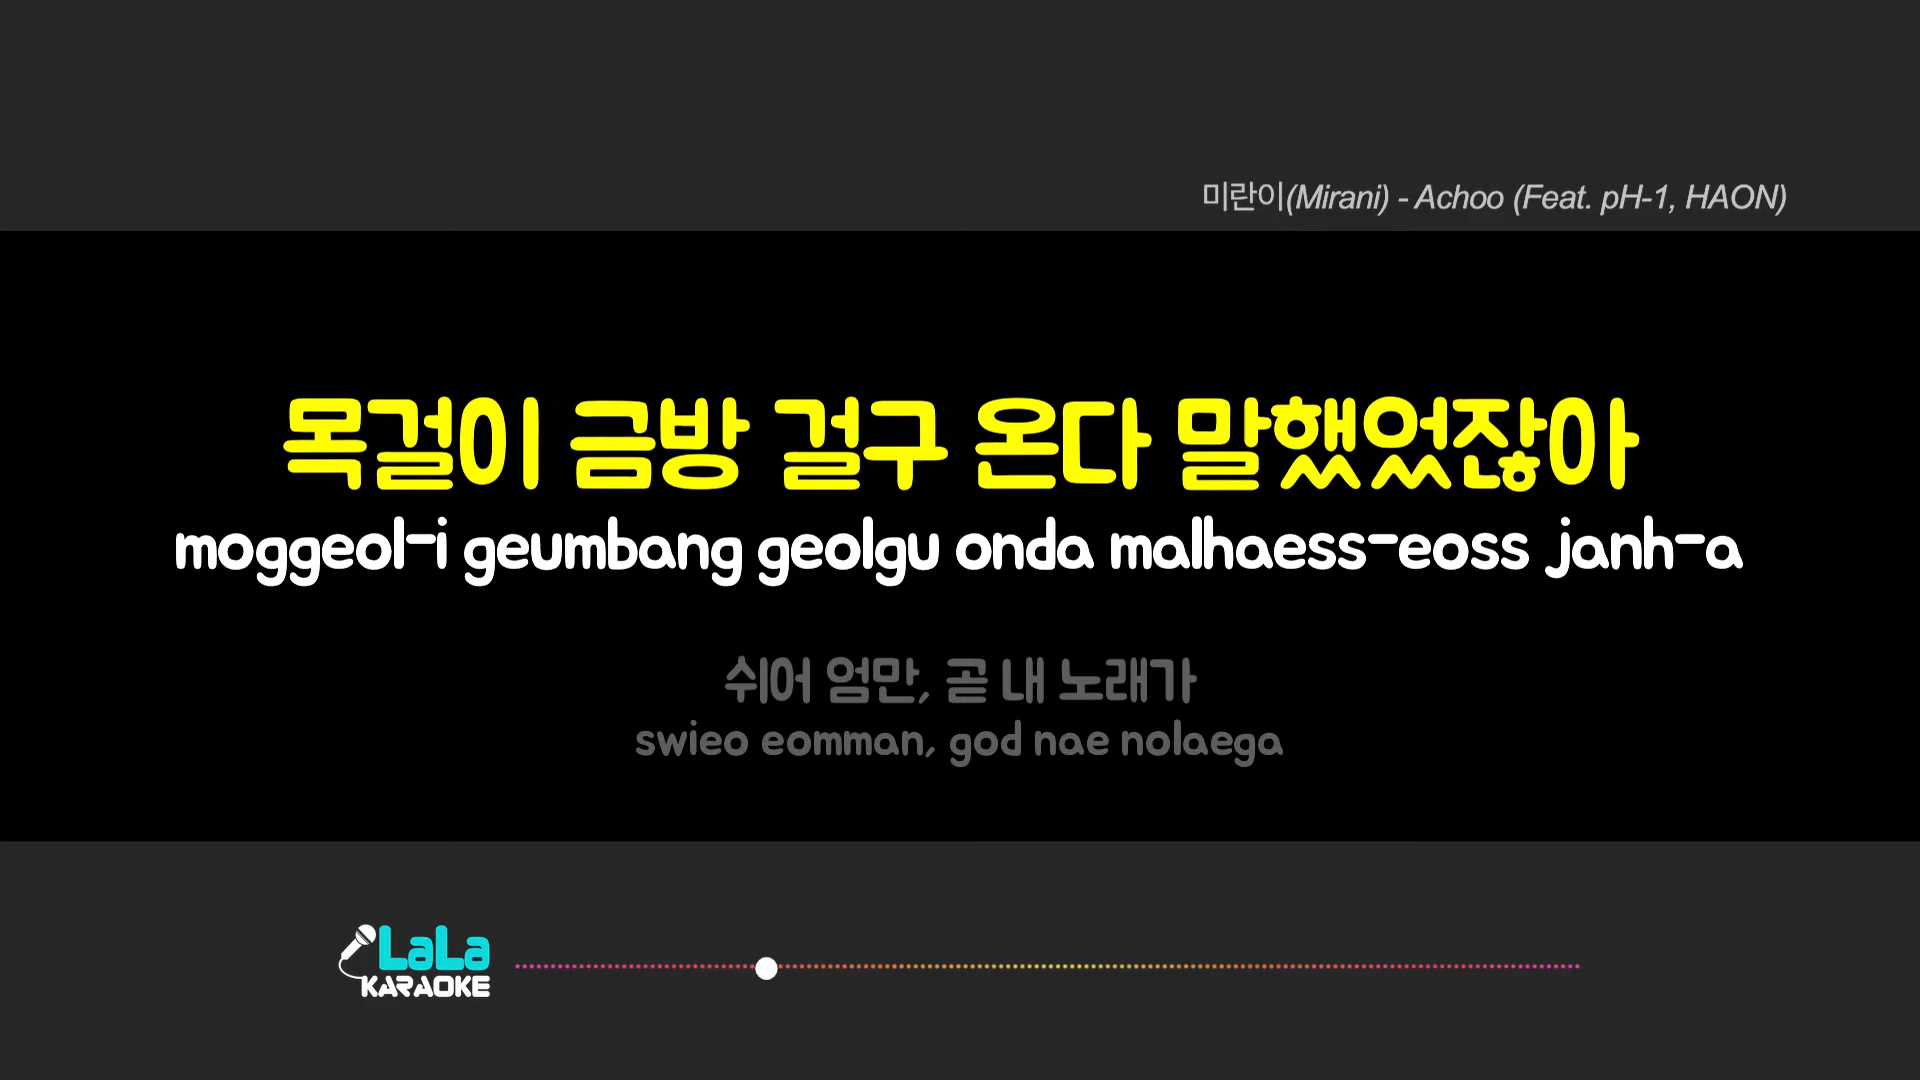 미란이(Mirani) - Achoo (Feat. pH-1, HAON)
목걸이 금방 걸구 온다 말했었잖아
moggeol-i geumbang geolgu onda malhaess-eoss janh-a
쉬어 엄만, 곧 내 노래가
swieo eomman, god nae nolaega
LaLa
KARAOKE